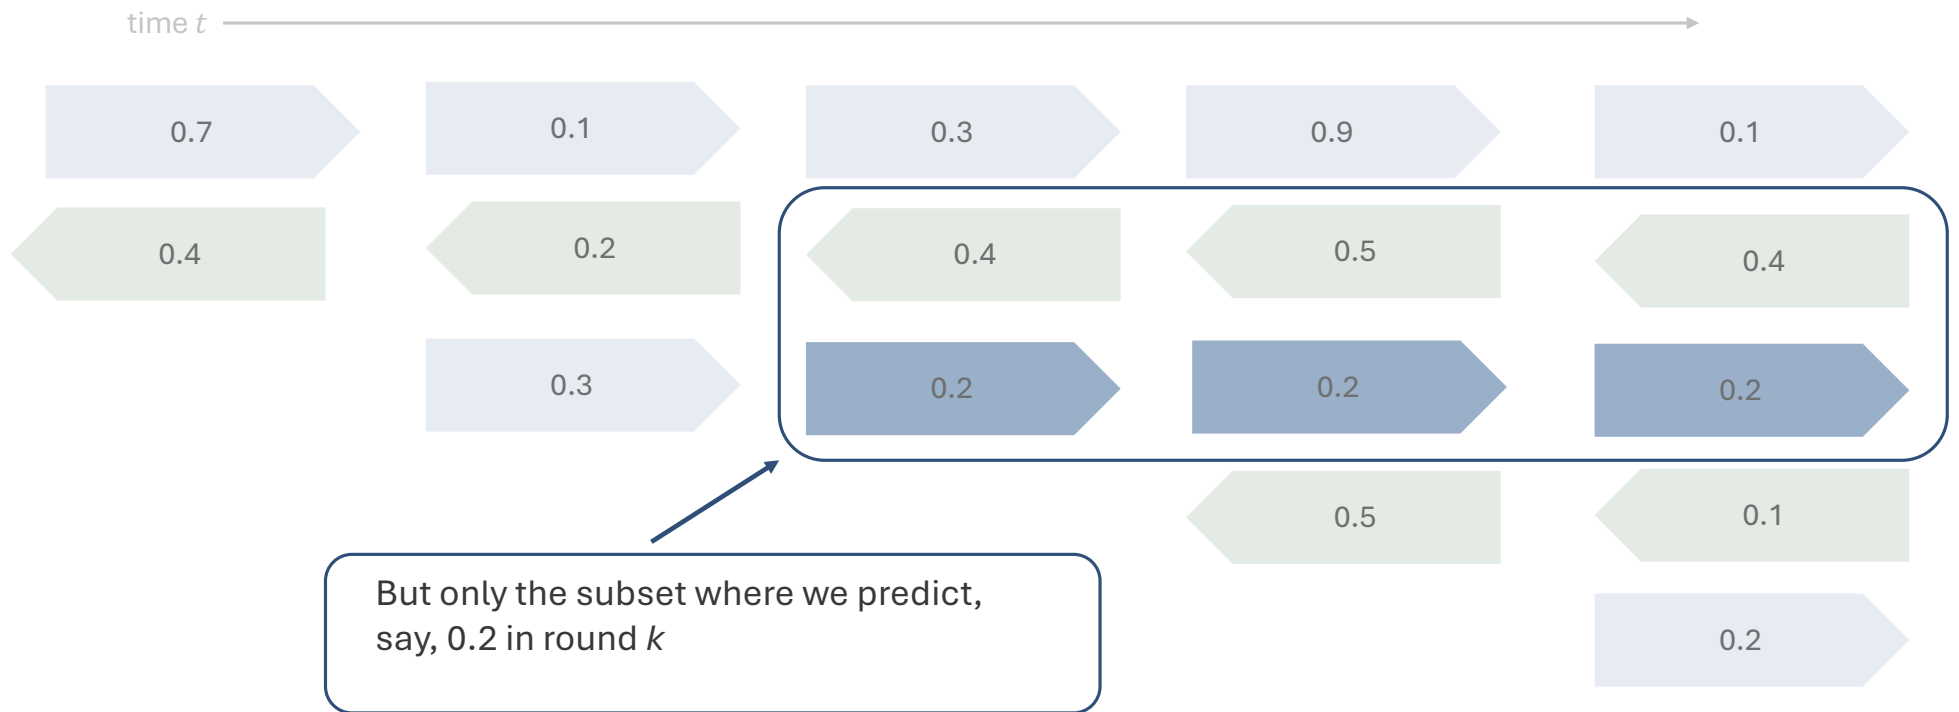 time t
0.7 0.1 0.3 0.9 0.1
0.4 0.2 0.4 0.5 0.4
0.3 0.2 0.2 0.2
0.5 0.1
But only the subset where we predict,
say, 0.2 in round k
0.2